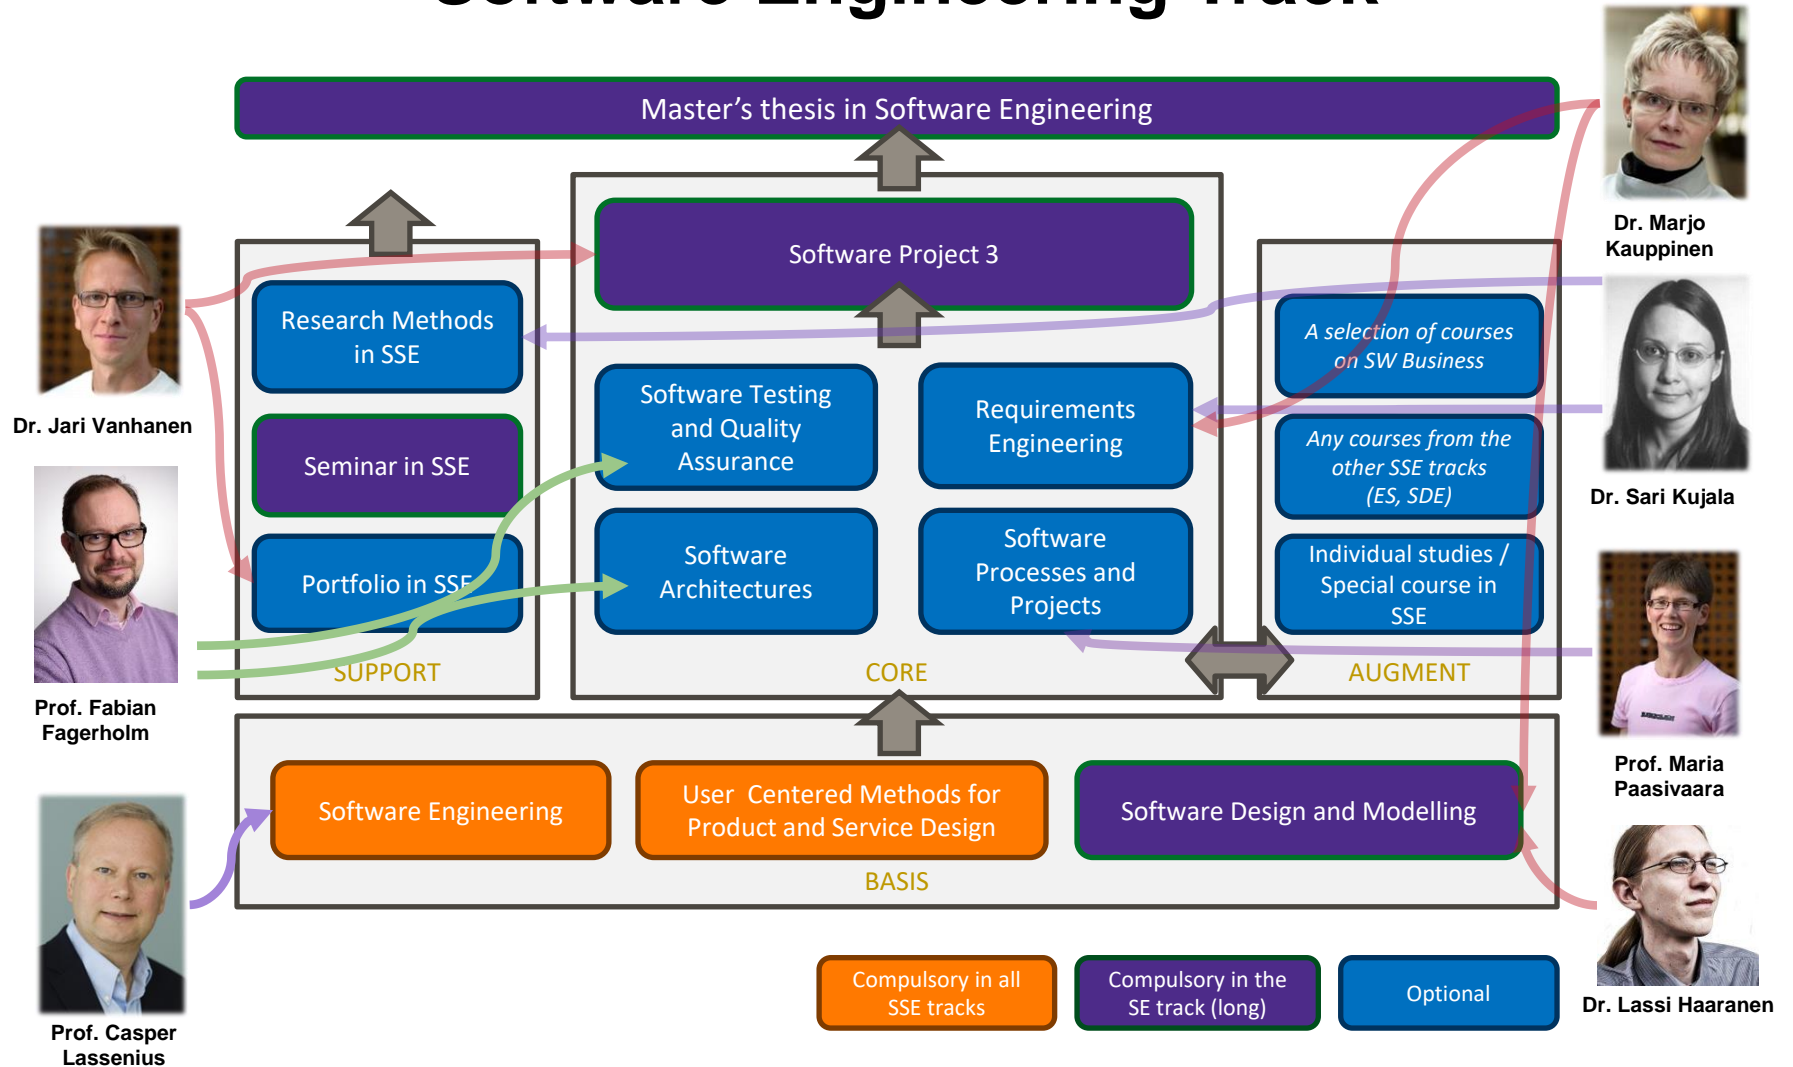 Software Engineering Track
Master's thesis in Software Engineering
Software Project 3
Research Methods
in SSE
Seminar in SSE
Portfolio in SSE
SUPPORT
Software Testing
and Quality
Assurance
Requirements
Engineering
Software
Architectures
Software
Processes and
Projects
CORE
A selection of courses
on SW Business
Any courses from the
other SSE tracks
(ES, SDE)
Individual studies /
Special course in
SSE
AUGMENT
Software Engineering
User  Centered Methods for
Product and Service Design
Software Design and Modelling
BASIS
Compulsory in all
SSE tracks
Compulsory in the
SE track (long)
Optional
Dr. Jari Vanhanen
Prof. Fabian
Fagerholm
Prof. Casper
Lassenius
Dr. Marjo
Kauppinen
Dr. Sari Kujala
Prof. Maria
Paasivaara
Dr. Lassi Haaranen